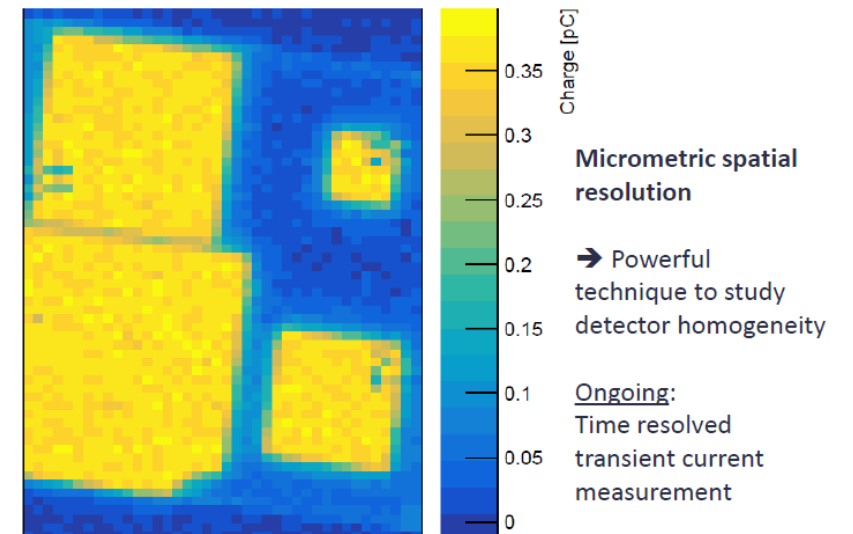 Charge [pC]
0.35
0.3
0.25
0.2
0.15
0.1
0.05
0
Micrometric spatial
resolution
➔ Powerful
technique to study
detector homogeneity
Ongoing:
Time resolved
transient current
measurement